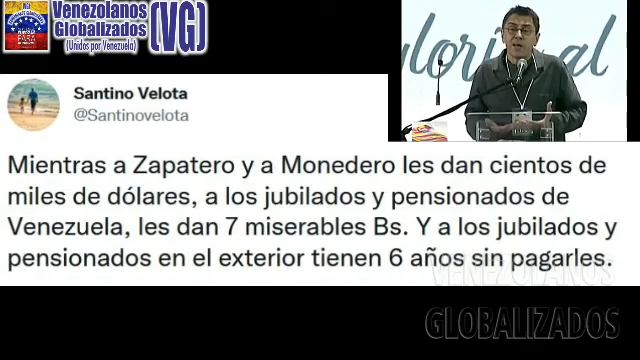 Venezolanos
Globalizados
(Unidos por Venezuela)
(VG)
Santino Velota
@Santinovelota
Mientras a Zapatero y a Monedero les dan cientos de
miles de dólares, a los jubilados y pensionados de
Venezuela, les dan 7 miserables Bs. Y a los jubilados y
pensionados en el exterior tienen 6 años sin pagarles.
VENEZOLANOS
GLOBALIZADOS